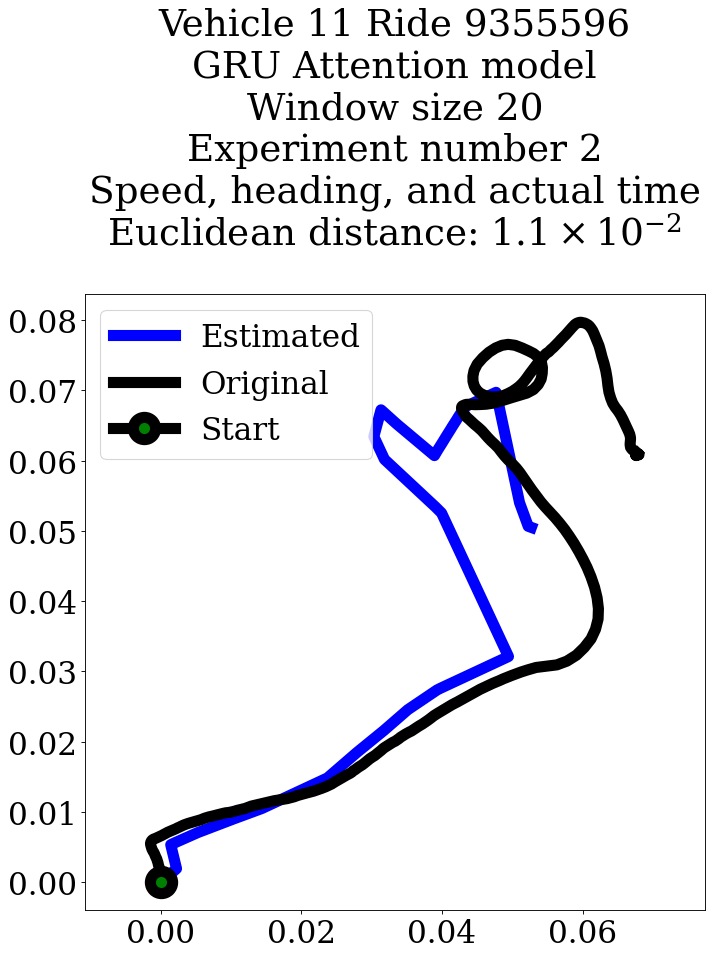 Vehicle 11 Ride 9355596
GRU Attention model
Window size 20
Experiment number 2
Speed, heading, and actual time
Euclidean distance: 1.1 × 10⁻²
Estimated
Original
Start
0.08
0.07
0.06
0.05
0.04
0.03
0.02
0.01
0.00
0.00 0.02 0.04 0.06